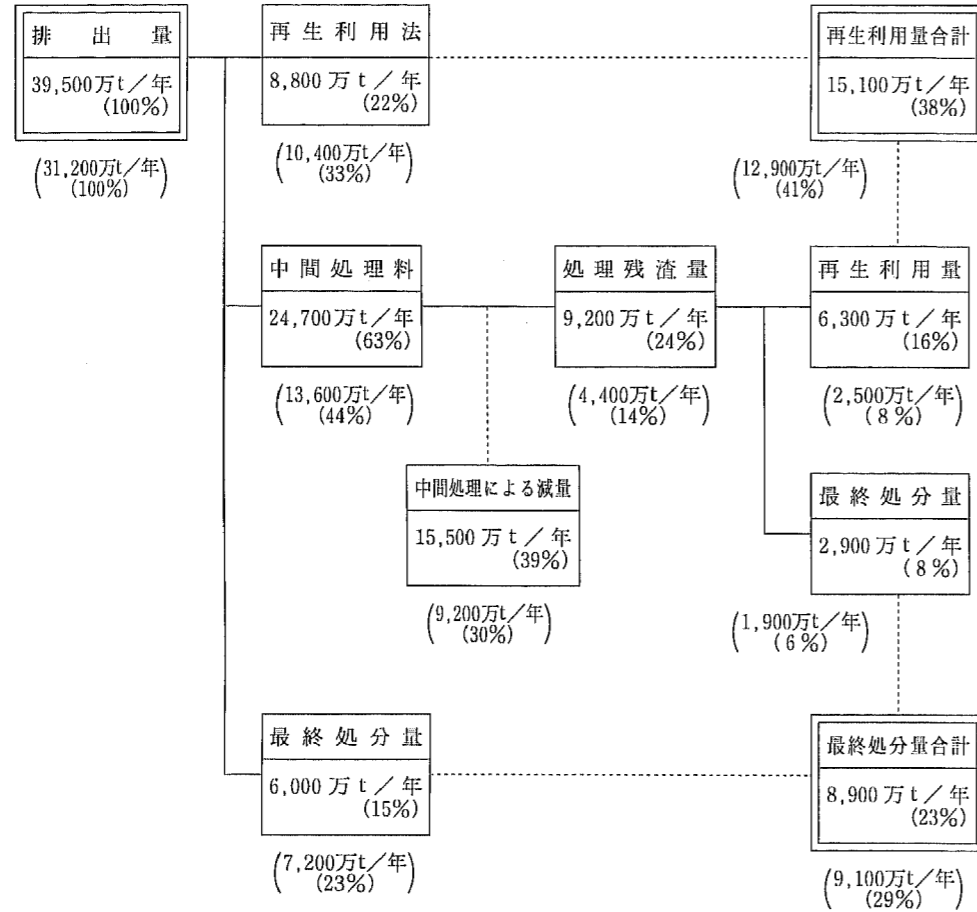 排出量
39,500万t/年
(100%)
(31,200万t/年
(100%))
再生利用法
8,800万t/年
(22%)
(10,400万t/年
(33%))
再生利用量合計
15,100万t/年
(38%)
(12,900万t/年
(41%))
中間処理料
24,700万t/年
(63%)
(13,600万t/年
(44%))
処理残渣量
9,200万t/年
(24%)
(4,400万t/年
(14%))
再生利用量
6,300万t/年
(16%)
(2,500万t/年
(8%))
中間処理による減量
15,500万t/年
(39%)
(9,200万t/年
(30%))
最終処分量
2,900万t/年
(8%)
(1,900万t/年
(6%))
最終処分量
6,000万t/年
(15%)
(7,200万t/年
(23%))
最終処分量合計
8,900万t/年
(23%)
(9,100万t/年
(29%))